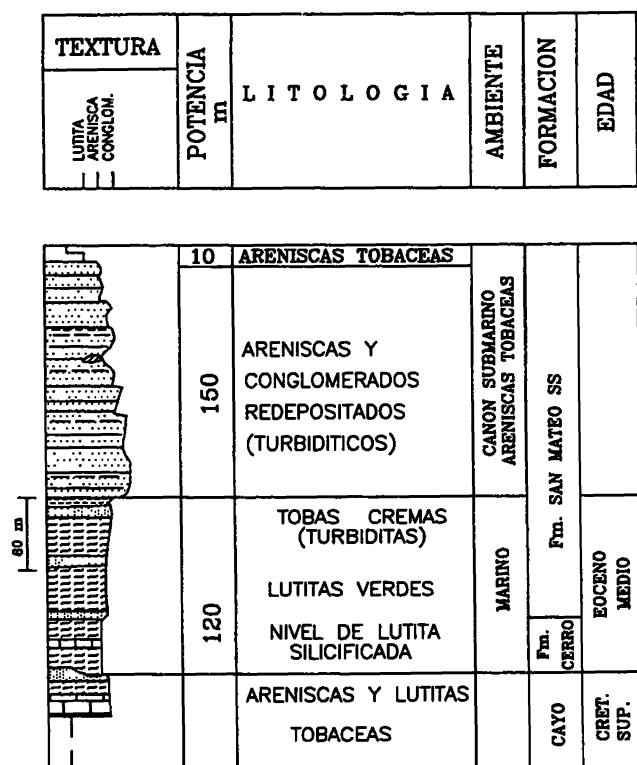 TEXTURA
LUTITA
ARENISCA
CONGLOM.
POTENCIA
m
LITOLOGIA
AMBIENTE
FORMACION
EDAD
10
ARENISCAS TOBACEAS
150
ARENISCAS Y
CONGLOMERADOS
REDEPOSITADOS
(TURBIDITICOS)
CANON SUBMARINO
ARENISCAS TOBACEAS
Fm. SAN MATEO SS
60 m
120
TOBAS CREMAS
(TURBIDITAS)
LUTITAS VERDES
NIVEL DE LUTITA
SILICIFICADA
MARINO
Fm.
CERRO
EOCENO
MEDIO
ARENISCAS Y LUTITAS
TOBACEAS
CAYO
CRET.
SUP.